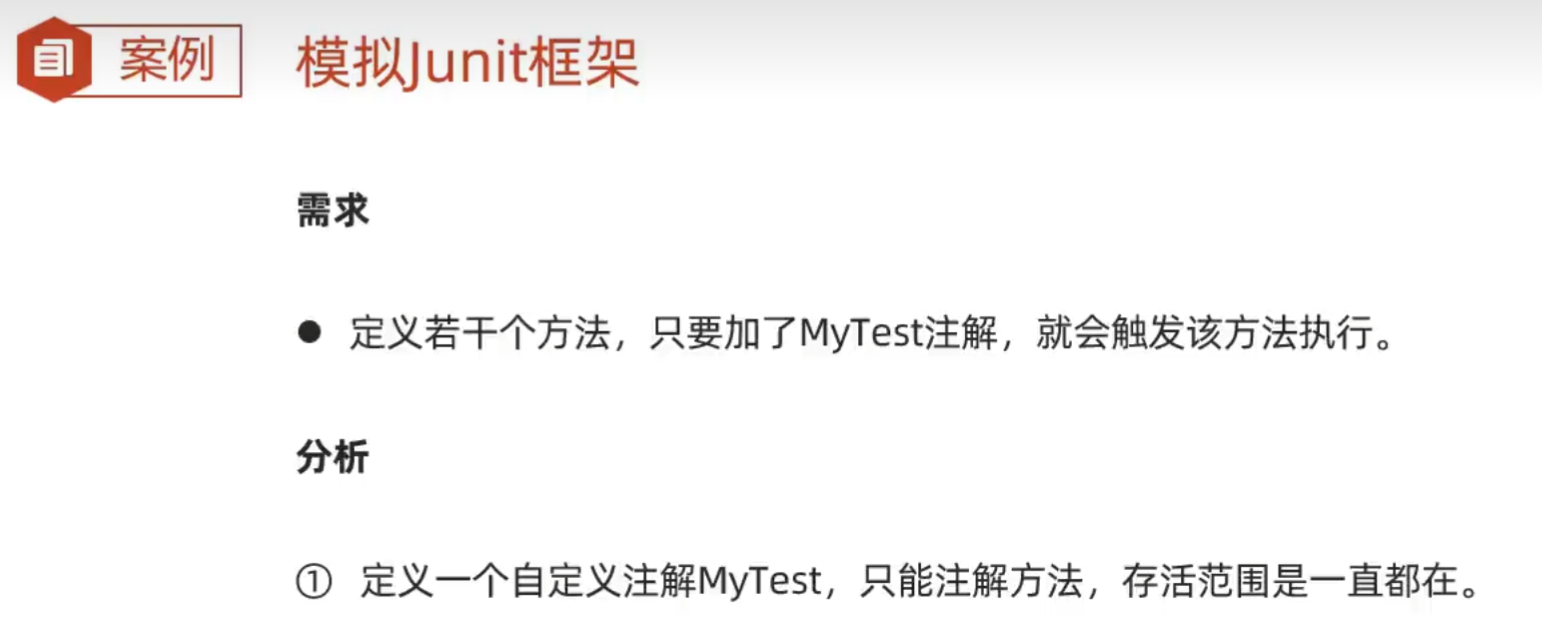 案例
模拟Junit框架
需求
● 定义若干个方法，只要加了MyTest注解，就会触发该方法执行。
分析
① 定义一个自定义注解MyTest，只能注解方法，存活范围是一直都在。